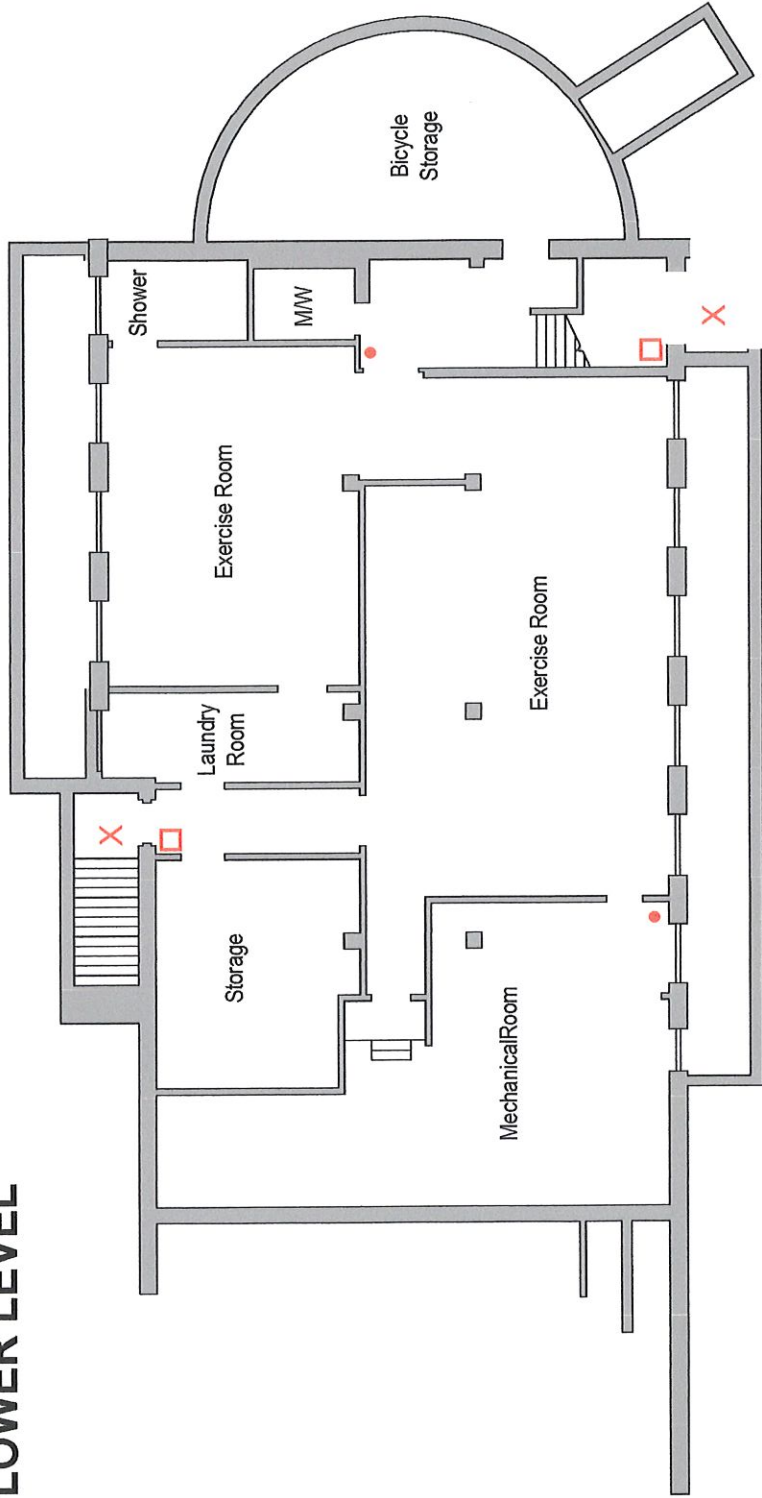 LOWER LEVEL
Bicycle
Storage
Shower
M/W
Exercise Room
Laundry
Room
Exercise Room
Storage
MechanicalRoom
X
X